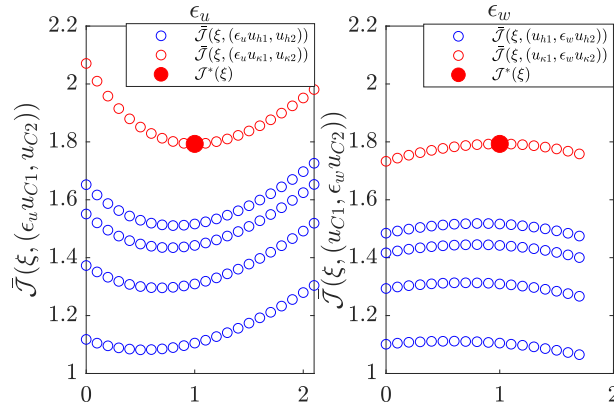 ϵ_u
J̄(ξ, (ϵ_u u_{h1}, u_{h2}))
J̄(ξ, (ϵ_u u_{κ1}, u_{κ2}))
J*(ξ)
2.2
2
1.8
1.6
1.4
1.2
1
0
1
2
J̄(ξ, (ϵ_u u_{C1}, u_{C2}))
ϵ_w
J̄(ξ, (u_{h1}, ϵ_w u_{h2}))
J̄(ξ, (u_{κ1}, ϵ_w u_{κ2}))
J*(ξ)
2.2
2
1.8
1.6
1.4
1.2
1
0
1
2
J̄(ξ, (u_{C1}, ϵ_w u_{C2}))